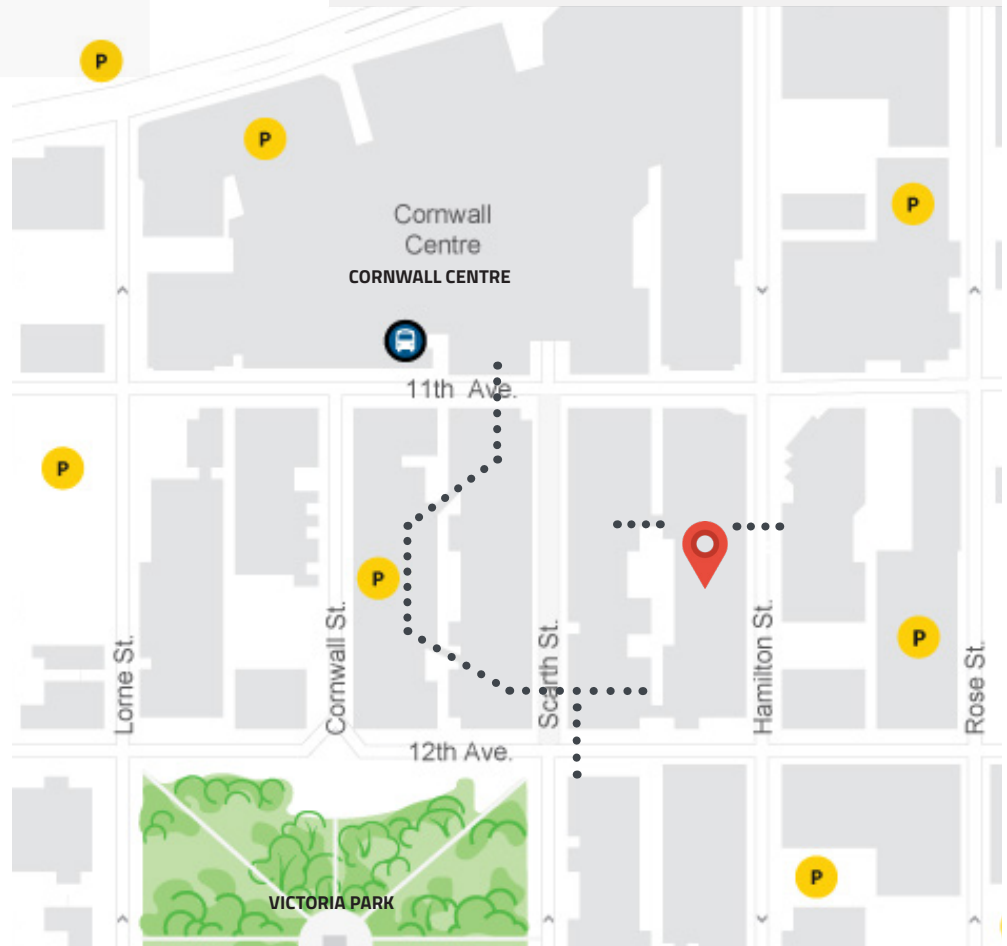 P
P
P
Cornwall
Centre
CORNWALL CENTRE
11th Ave.
P
P
P
Lorne St.
Cornwall St.
Scarth St.
Hamilton St.
Rose St.
12th Ave.
P
VICTORIA PARK